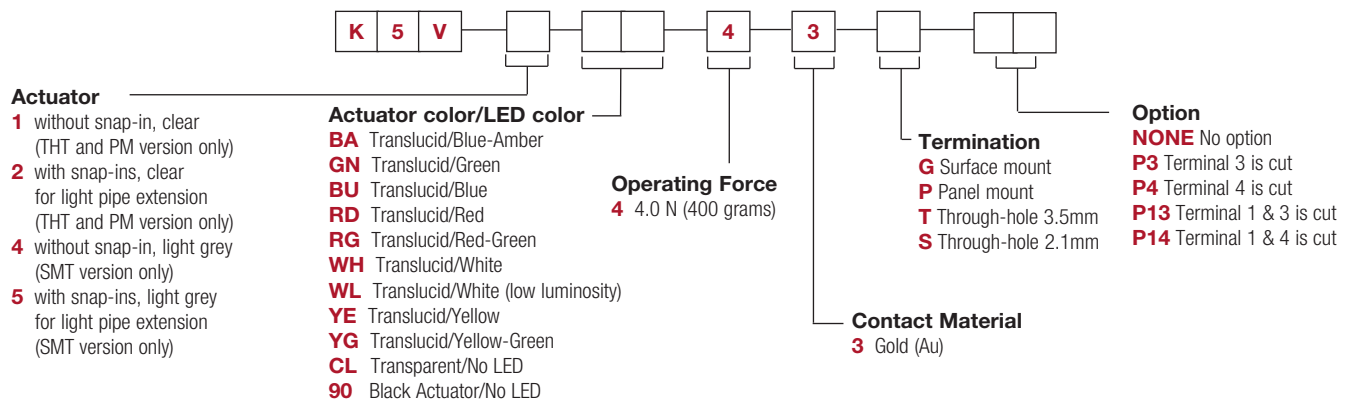 K 5 V 4 3
Actuator
1 without snap-in, clear
(THT and PM version only)
2 with snap-ins, clear
for light pipe extension
(THT and PM version only)
4 without snap-in, light grey
(SMT version only)
5 with snap-ins, light grey
for light pipe extension
(SMT version only)
Actuator color/LED color
BA Translucid/Blue-Amber
GN Translucid/Green
BU Translucid/Blue
RD Translucid/Red
RG Translucid/Red-Green
WH Translucid/White
WL Translucid/White (low luminosity)
YE Translucid/Yellow
YG Translucid/Yellow-Green
CL Transparent/No LED
90 Black Actuator/No LED
Operating Force
4 4.0 N (400 grams)
Contact Material
3 Gold (Au)
Termination
G Surface mount
P Panel mount
T Through-hole 3.5mm
S Through-hole 2.1mm
Option
NONE No option
P3 Terminal 3 is cut
P4 Terminal 4 is cut
P13 Terminal 1 & 3 is cut
P14 Terminal 1 & 4 is cut